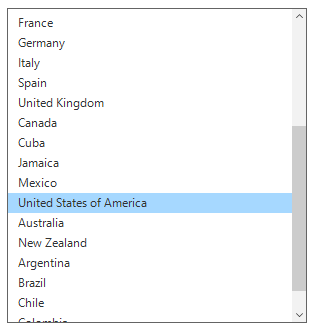 France
Germany
Italy
Spain
United Kingdom
Canada
Cuba
Jamaica
Mexico
United States of America
Australia
New Zealand
Argentina
Brazil
Chile
Colombia